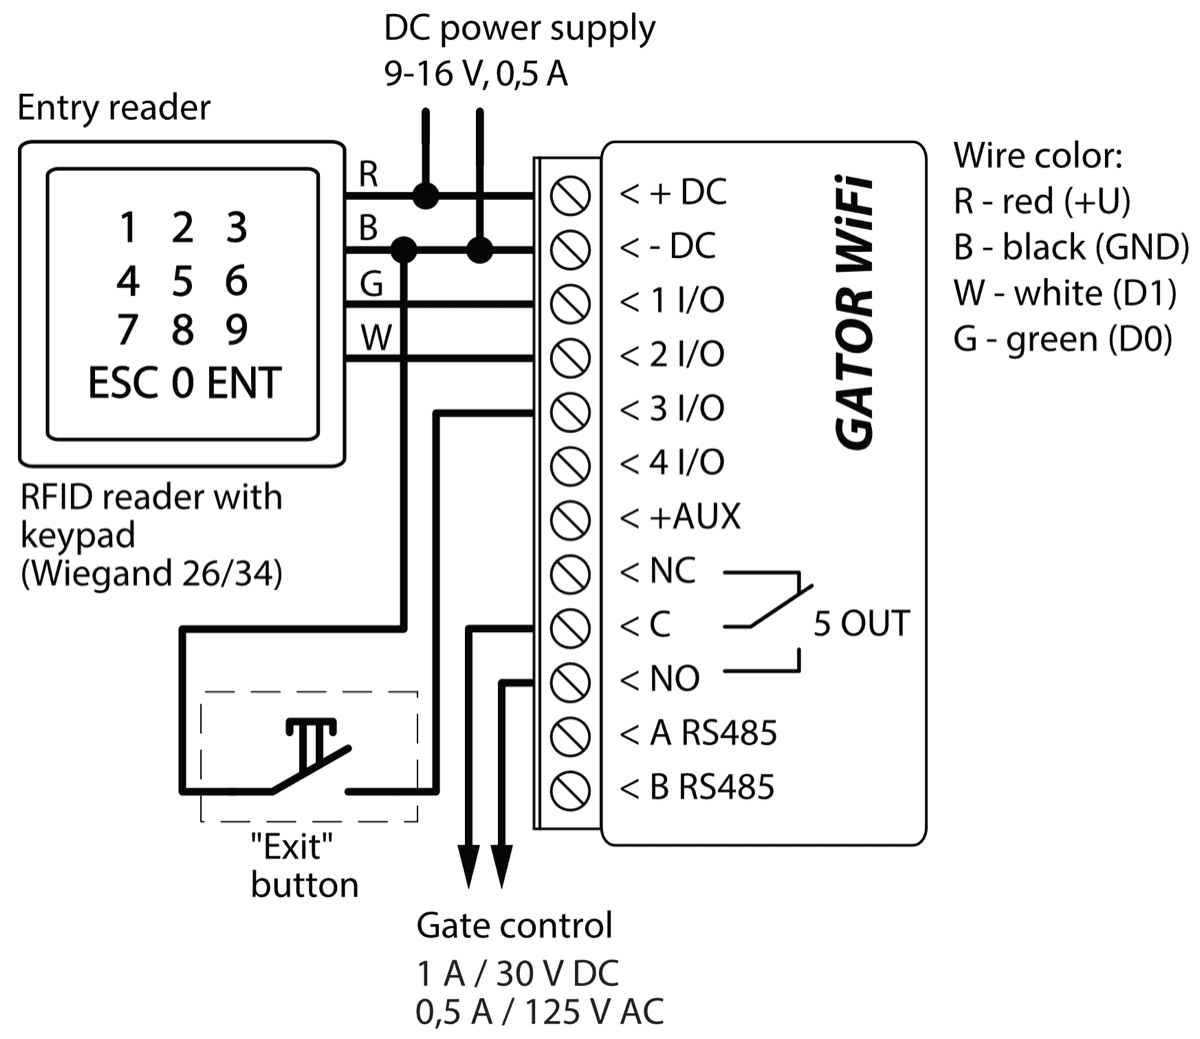 DC power supply
9-16 V, 0,5 A
Entry reader
1 2 3
4 5 6
7 8 9
ESC 0 ENT
RFID reader with
keypad
(Wiegand 26/34)
R
B
G
W
< + DC
< - DC
< 1 I/O
< 2 I/O
< 3 I/O
< 4 I/O
< +AUX
< NC
< C
< NO
< A RS485
< B RS485
5 OUT
GATOR WiFi
Wire color:
R - red (+U)
B - black (GND)
W - white (D1)
G - green (D0)
"Exit"
button
Gate control
1 A / 30 V DC
0,5 A / 125 V AC